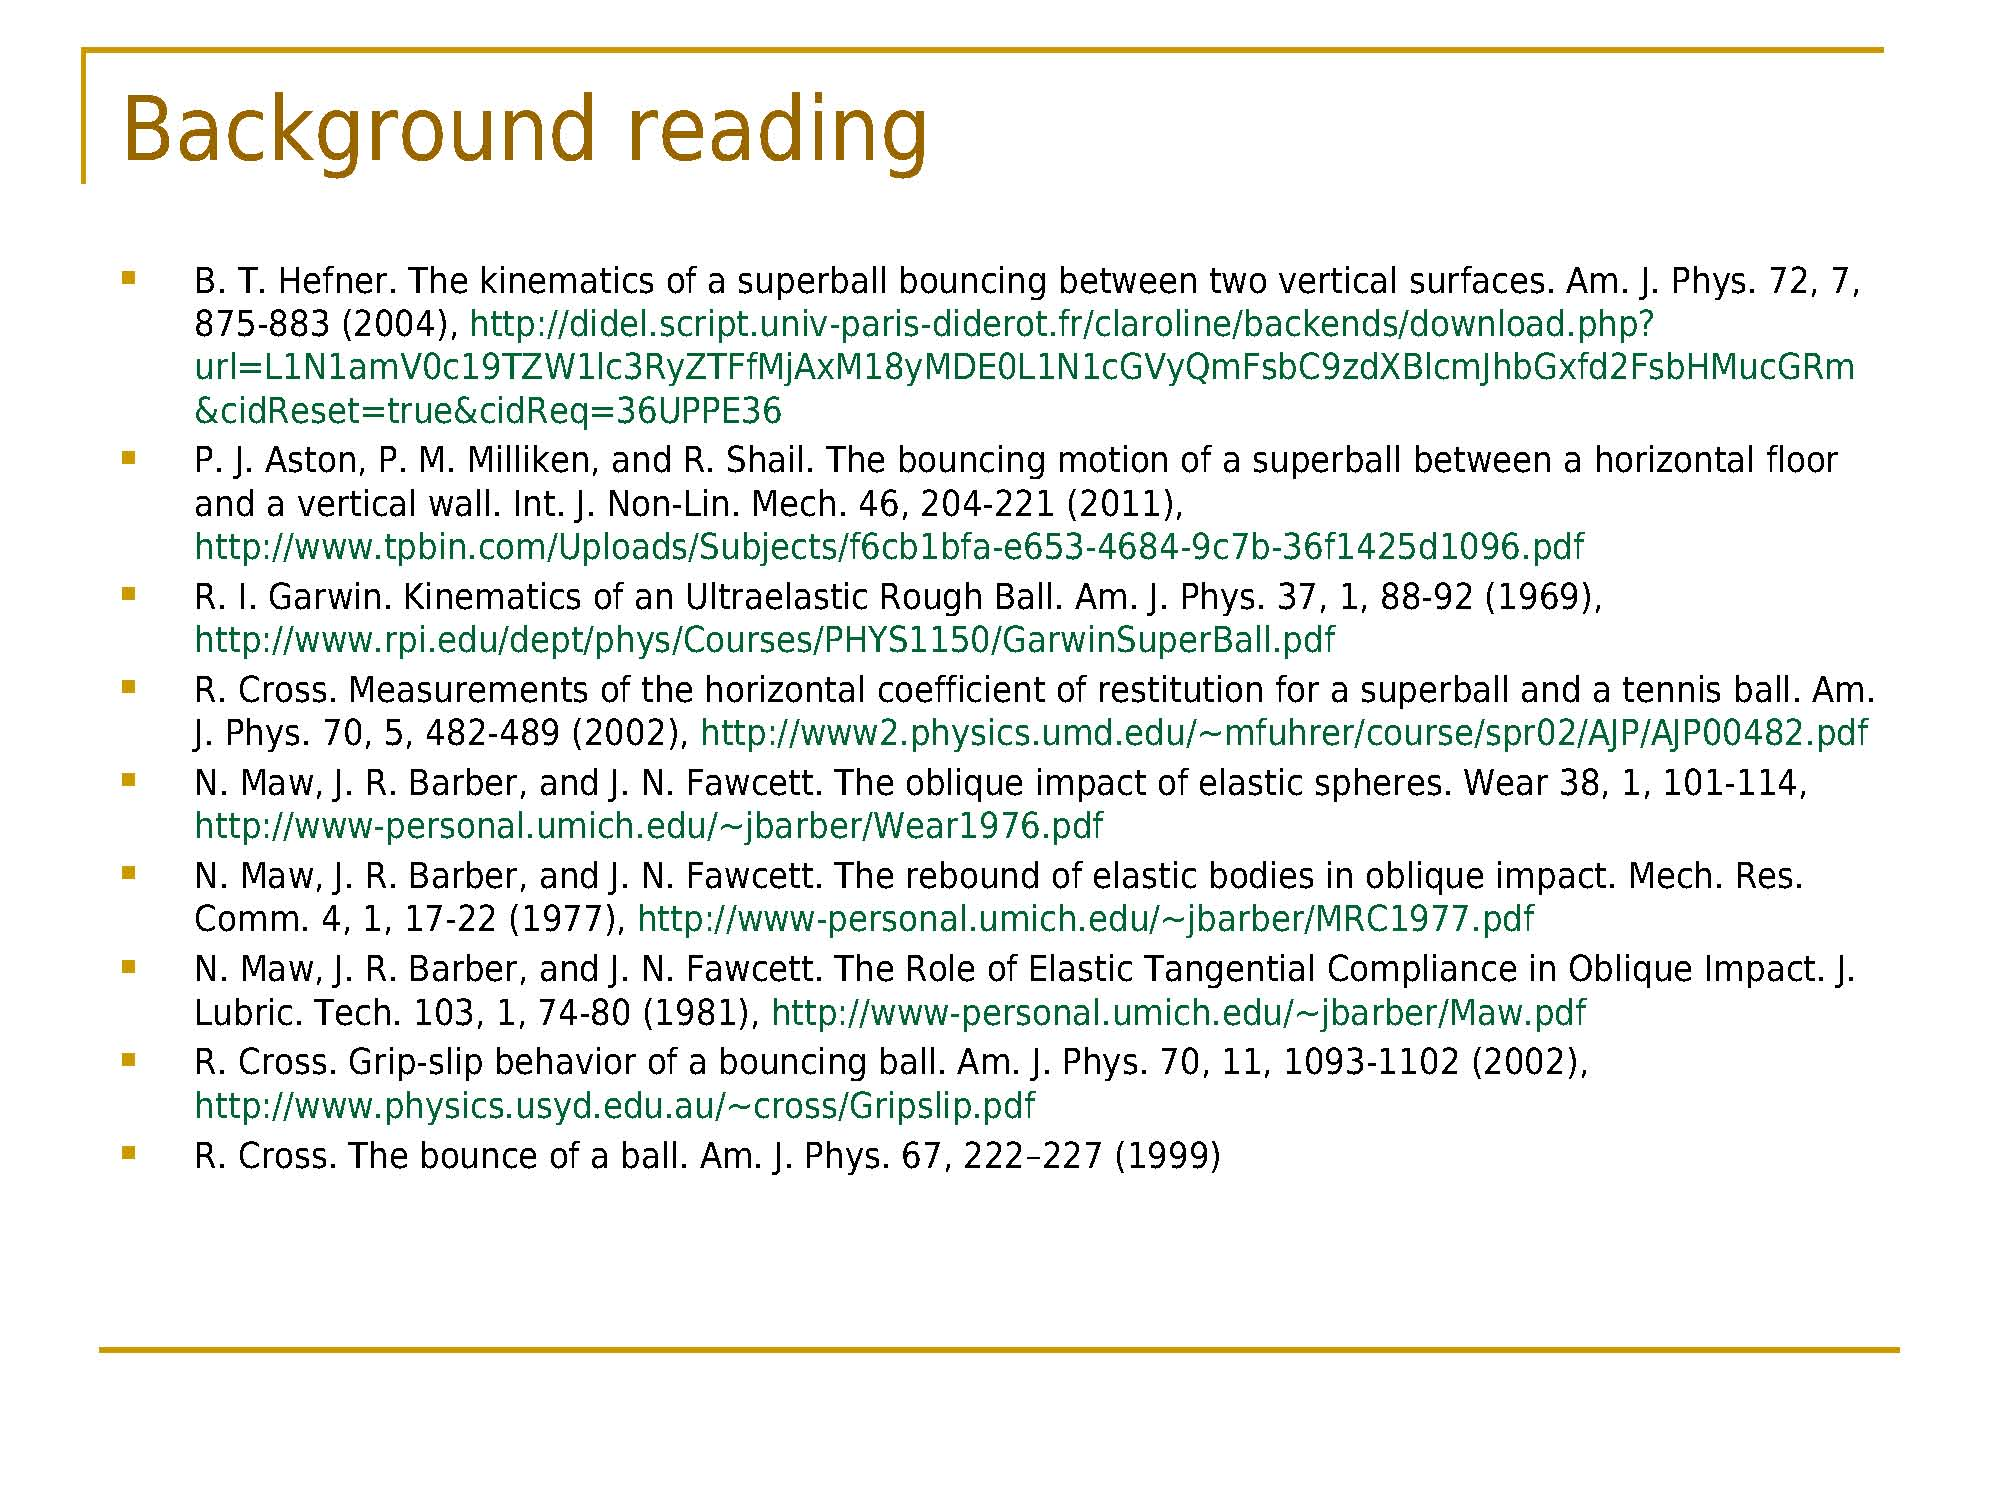 Background reading
B. T. Hefner. The kinematics of a superball bouncing between two vertical surfaces. Am. J. Phys. 72, 7,
875-883 (2004), http://didel.script.univ-paris-diderot.fr/claroline/backends/download.php?
url=L1N1amV0c19TZW1lc3RyZTFfMjAxM18yMDE0L1N1cGVyQmFsbC9zdXBlcmJhbGxfd2FsbHMucGRm
&cidReset=true&cidReq=36UPPE36
P. J. Aston, P. M. Milliken, and R. Shail. The bouncing motion of a superball between a horizontal floor
and a vertical wall. Int. J. Non-Lin. Mech. 46, 204-221 (2011),
http://www.tpbin.com/Uploads/Subjects/f6cb1bfa-e653-4684-9c7b-36f1425d1096.pdf
R. I. Garwin. Kinematics of an Ultraelastic Rough Ball. Am. J. Phys. 37, 1, 88-92 (1969),
http://www.rpi.edu/dept/phys/Courses/PHYS1150/GarwinSuperBall.pdf
R. Cross. Measurements of the horizontal coefficient of restitution for a superball and a tennis ball. Am.
J. Phys. 70, 5, 482-489 (2002), http://www2.physics.umd.edu/~mfuhrer/course/spr02/AJP/AJP00482.pdf
N. Maw, J. R. Barber, and J. N. Fawcett. The oblique impact of elastic spheres. Wear 38, 1, 101-114,
http://www-personal.umich.edu/~jbarber/Wear1976.pdf
N. Maw, J. R. Barber, and J. N. Fawcett. The rebound of elastic bodies in oblique impact. Mech. Res.
Comm. 4, 1, 17-22 (1977), http://www-personal.umich.edu/~jbarber/MRC1977.pdf
N. Maw, J. R. Barber, and J. N. Fawcett. The Role of Elastic Tangential Compliance in Oblique Impact. J.
Lubric. Tech. 103, 1, 74-80 (1981), http://www-personal.umich.edu/~jbarber/Maw.pdf
R. Cross. Grip-slip behavior of a bouncing ball. Am. J. Phys. 70, 11, 1093-1102 (2002),
http://www.physics.usyd.edu.au/~cross/Gripslip.pdf
R. Cross. The bounce of a ball. Am. J. Phys. 67, 222–227 (1999)